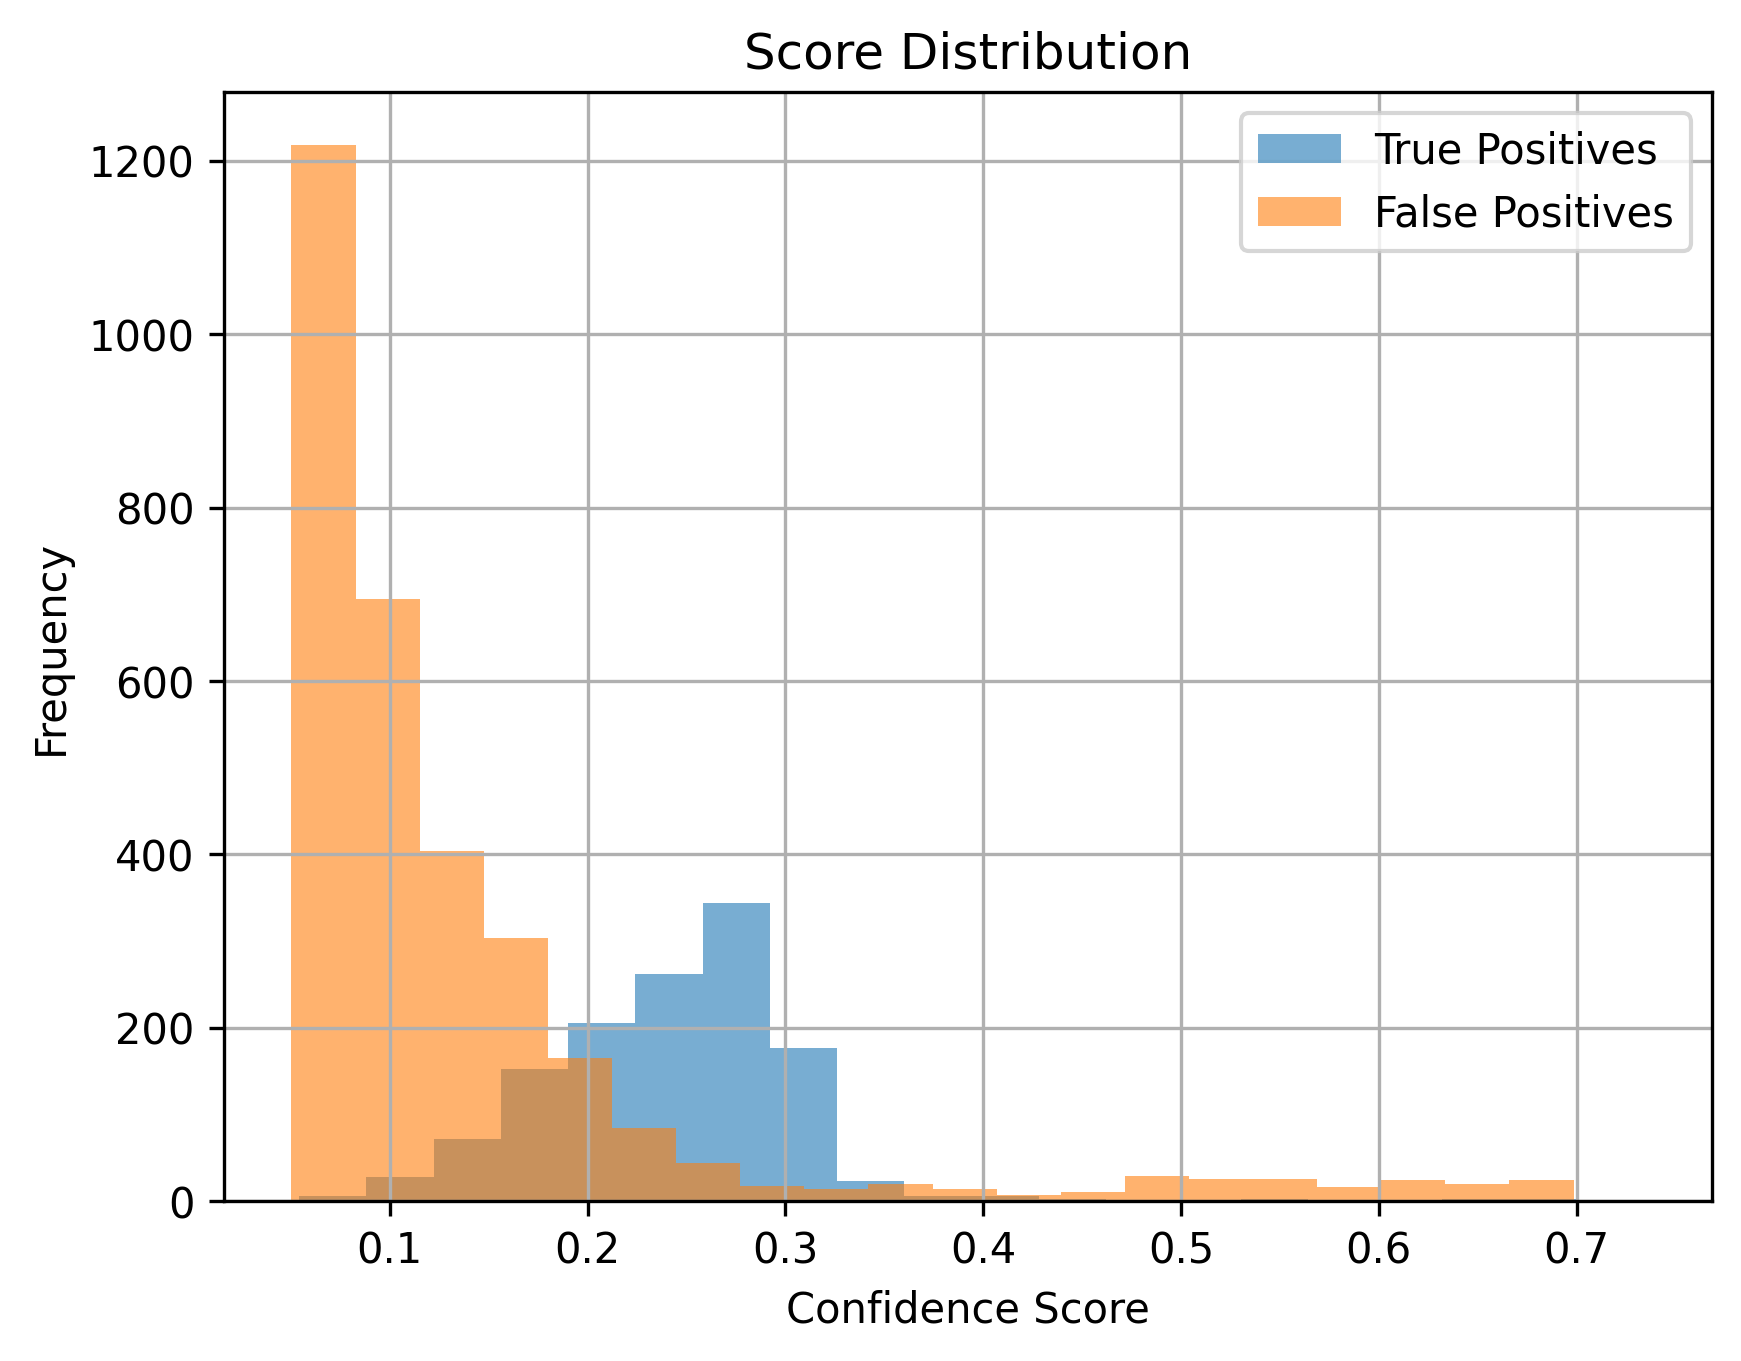 Score Distribution
True Positives
False Positives
1200
1000
800
600
400
200
0
Frequency
0.1 0.2 0.3 0.4 0.5 0.6 0.7
Confidence Score